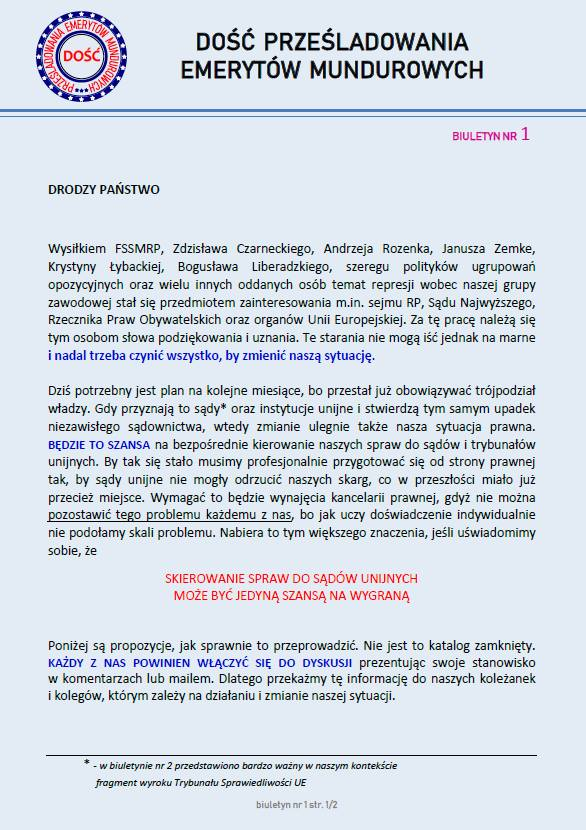 PRZEŚLADOWANIA EMERYTÓW MUNDUROWYCH
DOŚĆ
DOŚĆ PRZEŚLADOWANIA
EMERYTÓW MUNDUROWYCH
BIULETYN NR 1
DRODZY PAŃSTWO
Wysiłkiem FSSMRP, Zdzisława Czarneckiego, Andrzeja Rozenka, Janusza Zemke,
Krystyny Łybackiej, Bogusława Liberadzkiego, szeregu polityków ugrupowań
opozycyjnych oraz wielu innych oddanych osób temat represji wobec naszej grupy
zawodowej stał się przedmiotem zainteresowania m.in. sejmu RP, Sądu Najwyższego,
Rzecznika Praw Obywatelskich oraz organów Unii Europejskiej. Za tę pracę należą się
tym osobom słowa podziękowania i uznania. Te starania nie mogą iść jednak na marne
i nadal trzeba czynić wszystko, by zmienić naszą sytuację.
Dziś potrzebny jest plan na kolejne miesiące, bo przestał już obowiązywać trójpodział
władzy. Gdy przyznają to sądy* oraz instytucje unijne i stwierdzą tym samym upadek
niezawisłego sądownictwa, wtedy zmianie ulegnie także nasza sytuacja prawna.
BĘDZIE TO SZANSA na bezpośrednie kierowanie naszych spraw do sądów i trybunałów
unijnych. By tak się stało musimy profesjonalnie przygotować się od strony prawnej
tak, by sądy unijne nie mogły odrzucić naszych skarg, co w przeszłości miało już
przecież miejsce. Wymagać to będzie wynajęcia kancelarii prawnej, gdyż nie można
pozostawić tego problemu każdemu z nas, bo jak uczy doświadczenie indywidualnie
nie podołamy skali problemu. Nabiera to tym większego znaczenia, jeśli uświadomimy
sobie, że
SKIEROWANIE SPRAW DO SĄDÓW UNIJNYCH
MOŻE BYĆ JEDYNĄ SZANSĄ NA WYGRANĄ
Poniżej są propozycje, jak sprawnie to przeprowadzić. Nie jest to katalog zamknięty.
KAŻDY Z NAS POWINIEN WŁĄCZYĆ SIĘ DO DYSKUSJI prezentując swoje stanowisko
w komentarzach lub mailem. Dlatego przekażmy tę informację do naszych koleżanek
i kolegów, którym zależy na działaniu i zmianie naszej sytuacji.
* - w biuletynie nr 2 przedstawiono bardzo ważny w naszym kontekście
fragment wyroku Trybunału Sprawiedliwości UE
biuletyn nr 1 str. 1/2